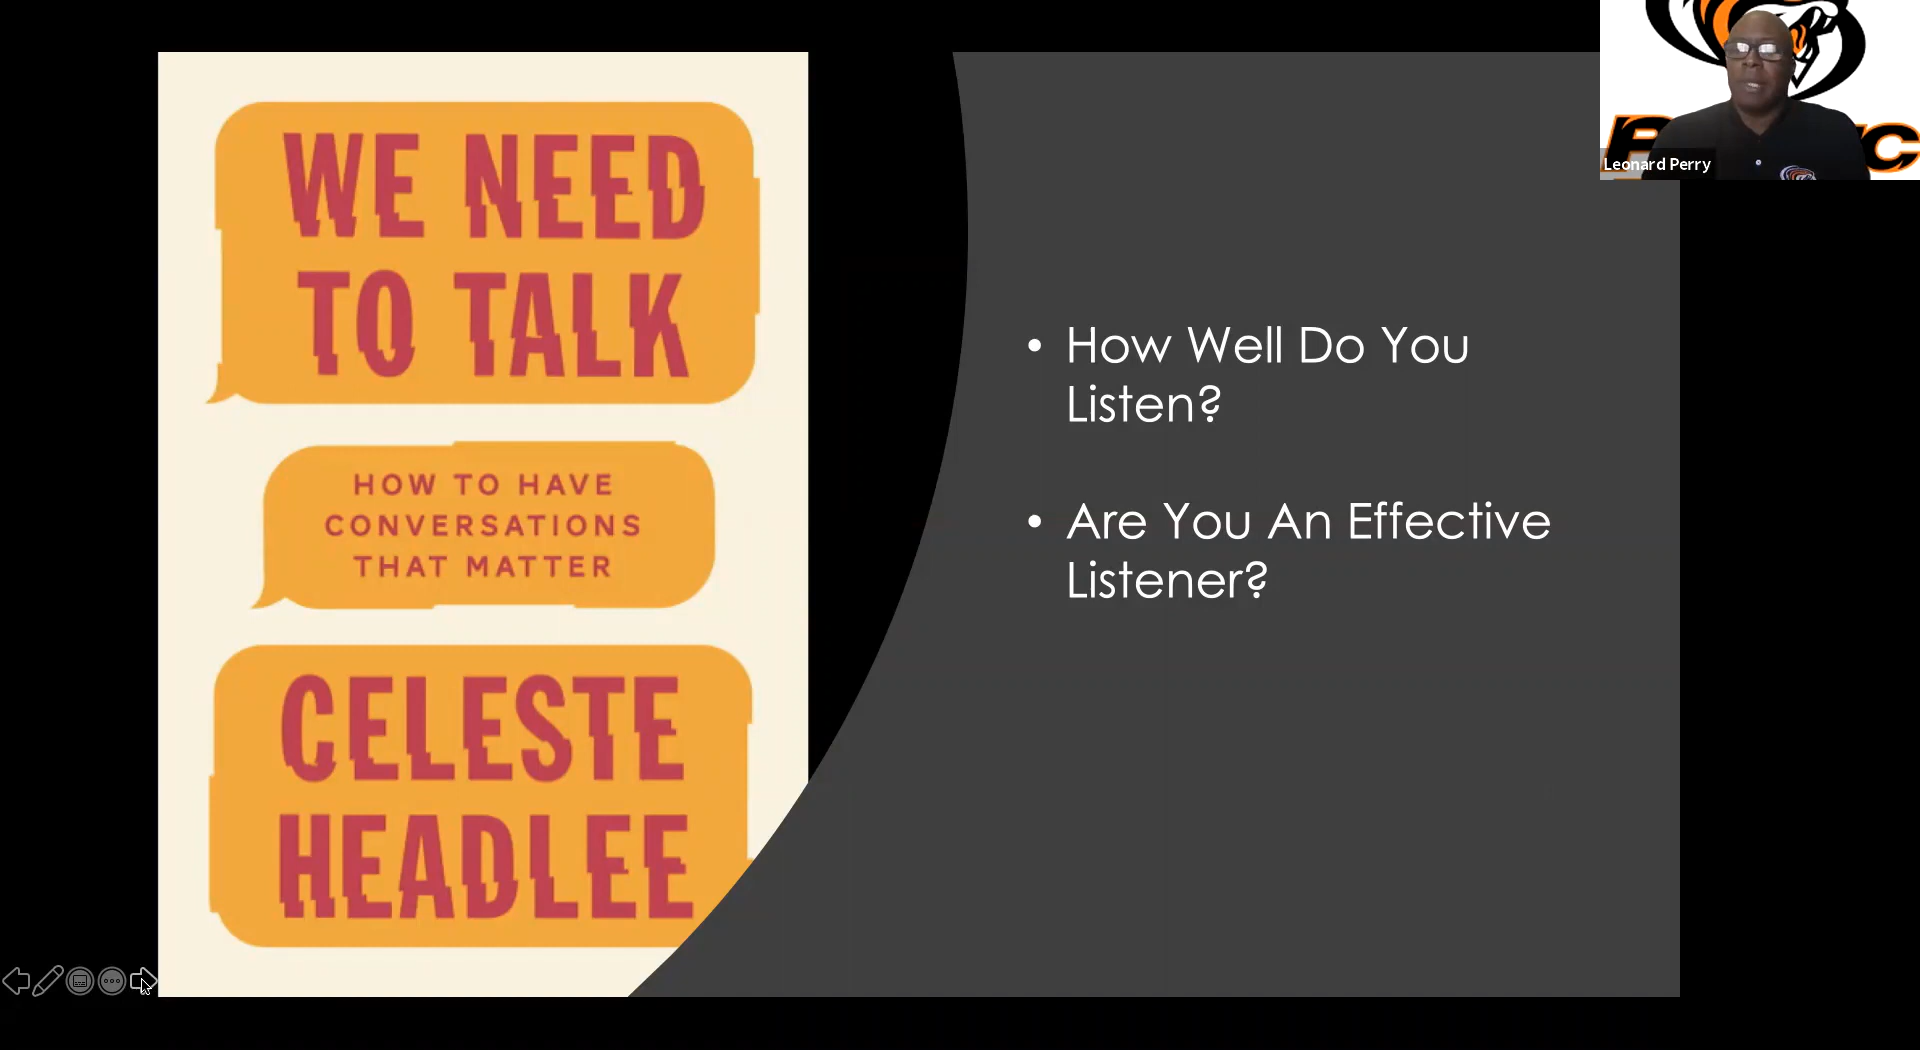 WE NEED
TO TALK
HOW TO HAVE
CONVERSATIONS
THAT MATTER
CELESTE
HEADLEE
• How Well Do You
Listen?
• Are You An Effective
Listener?
Leonard Perry